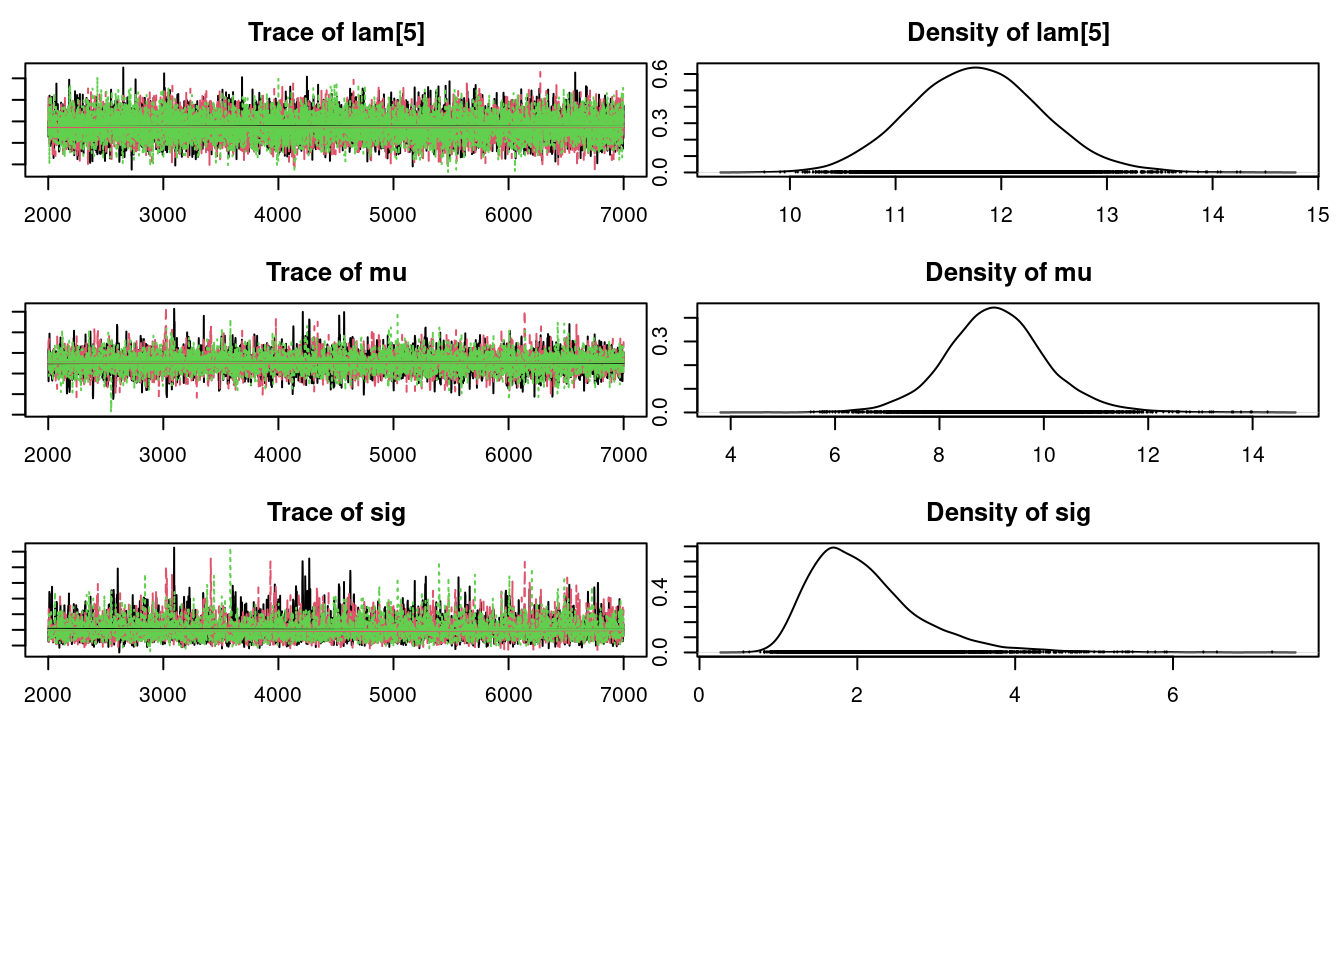 Trace of lam[5]
2000 3000 4000 5000 6000 7000
Density of lam[5]
0.0 0.3 0.6
10 11 12 13 14 15
Trace of mu
2000 3000 4000 5000 6000 7000
Density of mu
0.0 0.3
4 6 8 10 12 14
Trace of sig
2000 3000 4000 5000 6000 7000
Density of sig
0.0 0.4
0 2 4 6